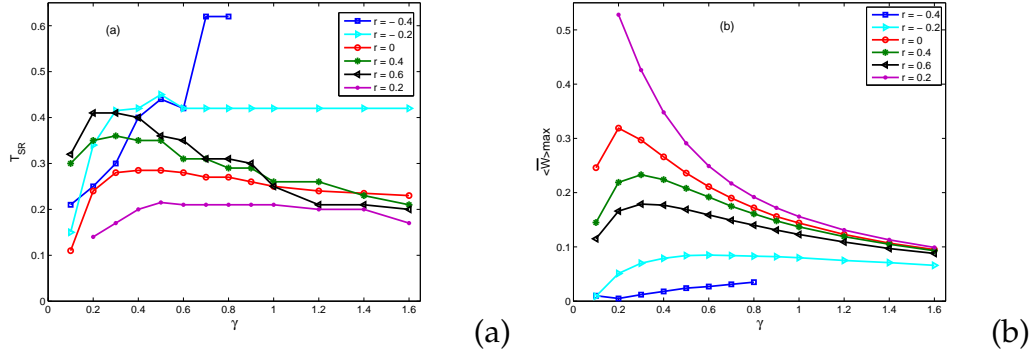 (a)
r = − 0.4
r = − 0.2
r = 0
r = 0.4
r = 0.6
r = 0.2
T_SR
0.6
0.5
0.4
0.3
0.2
0.1
0
0 0.2 0.4 0.6 0.8 1 1.2 1.4 1.6
γ
(a)
(b)
r = − 0.4
r = − 0.2
r = 0
r = 0.4
r = 0.6
r = 0.2
<W̅>max
0.5
0.4
0.3
0.2
0.1
0
0 0.2 0.4 0.6 0.8 1 1.2 1.4 1.6
γ
(b)